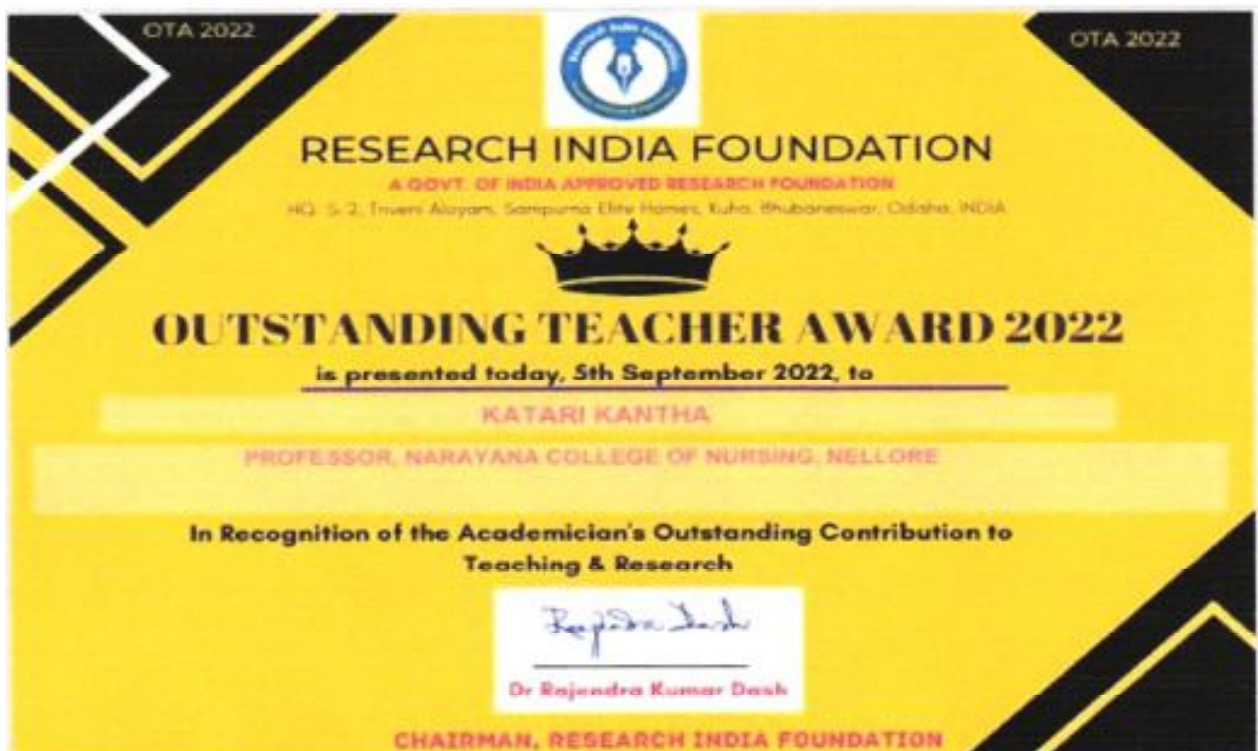 OTA 2022
OTA 2022
RESEARCH INDIA FOUNDATION
A GOVT. OF INDIA APPROVED RESEARCH FOUNDATION
HQ: S-2, Triveni Alayam, Sampurna Elite Homes, Kuha, Bhubaneswar, Odisha, INDIA
OUTSTANDING TEACHER AWARD 2022
is presented today, 5th September 2022, to
KATARI KANTHA
PROFESSOR, NARAYANA COLLEGE OF NURSING, NELLORE
In Recognition of the Academician's Outstanding Contribution to
Teaching & Research
Dr Rajendra Kumar Dash
CHAIRMAN, RESEARCH INDIA FOUNDATION